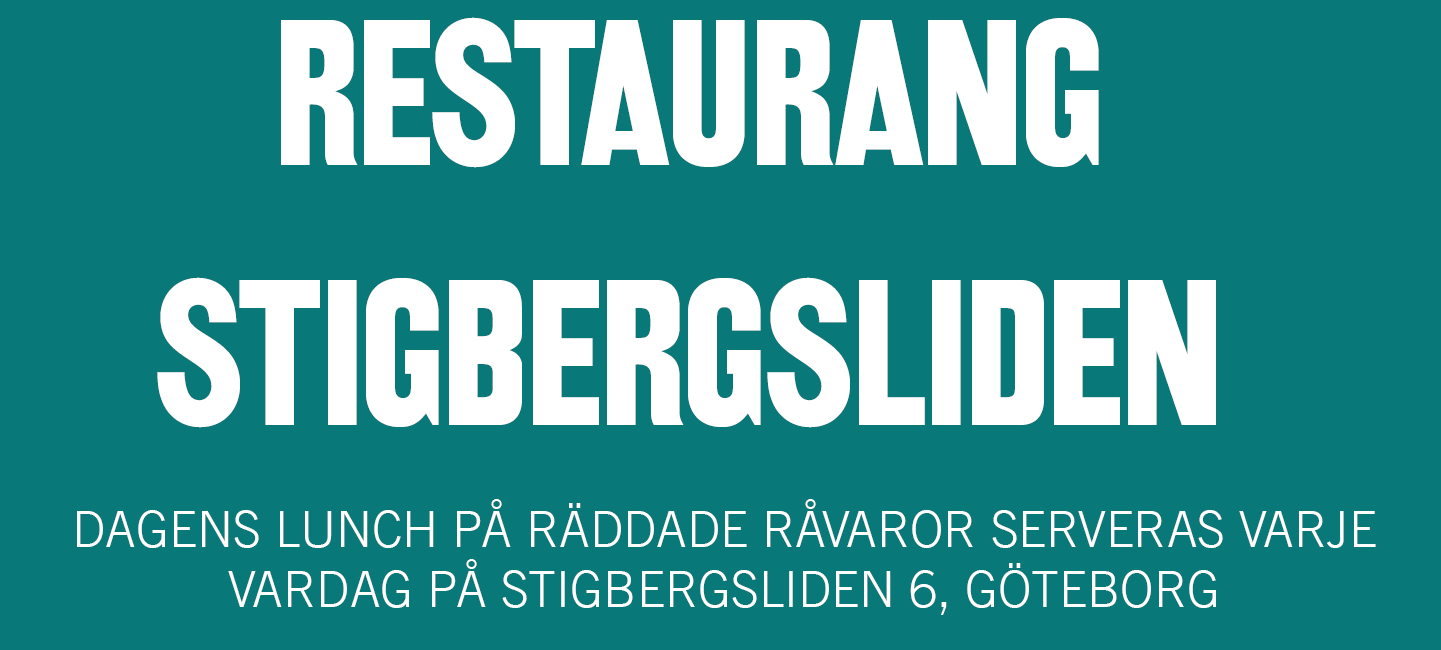 RESTAURANG
STIGBERGSLIDEN
DAGENS LUNCH PÅ RÄDDADE RÅVAROR SERVERAS VARJE
VARDAG PÅ STIGBERGSLIDEN 6, GÖTEBORG